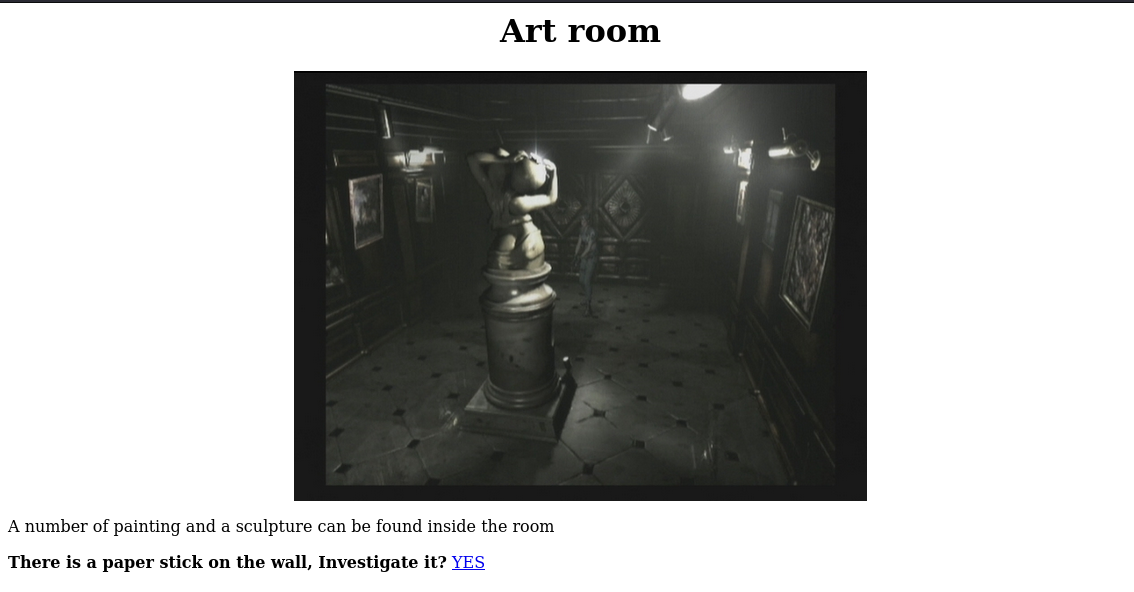 Art room
A number of painting and a sculpture can be found inside the room
There is a paper stick on the wall, Investigate it? YES